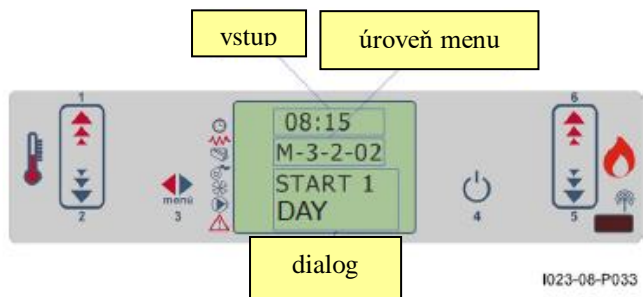 vstup
úroveň menu
1
6
08:15
M-3-2-02
START 1
DAY
menú
2
3
4
5
dialog
I023-08-P033